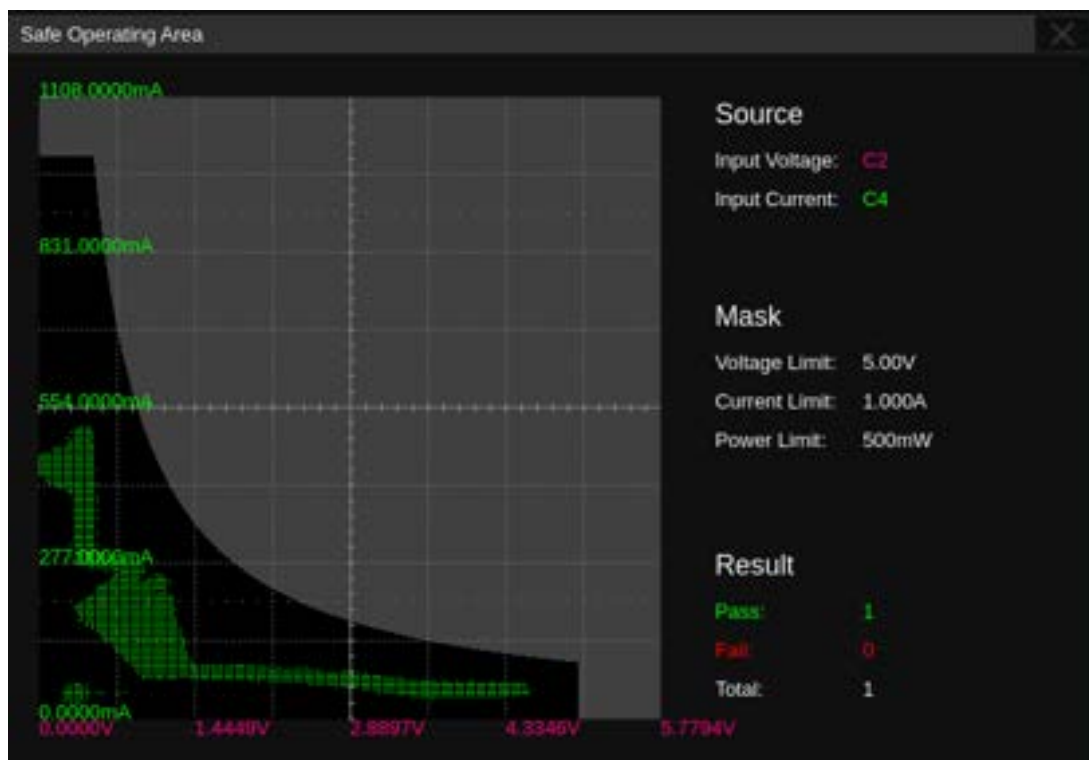 Safe Operating Area
1108.0000mA
831.0000mA
554.0000mA
277.0000mA
0.0000mA
0.0000V 1.4449V 2.8897V 4.3346V 5.7794V
Source
Input Voltage: C2
Input Current: C4
Mask
Voltage Limit: 5.00V
Current Limit: 1.000A
Power Limit: 500mW
Result
Pass: 1
Fail: 0
Total: 1